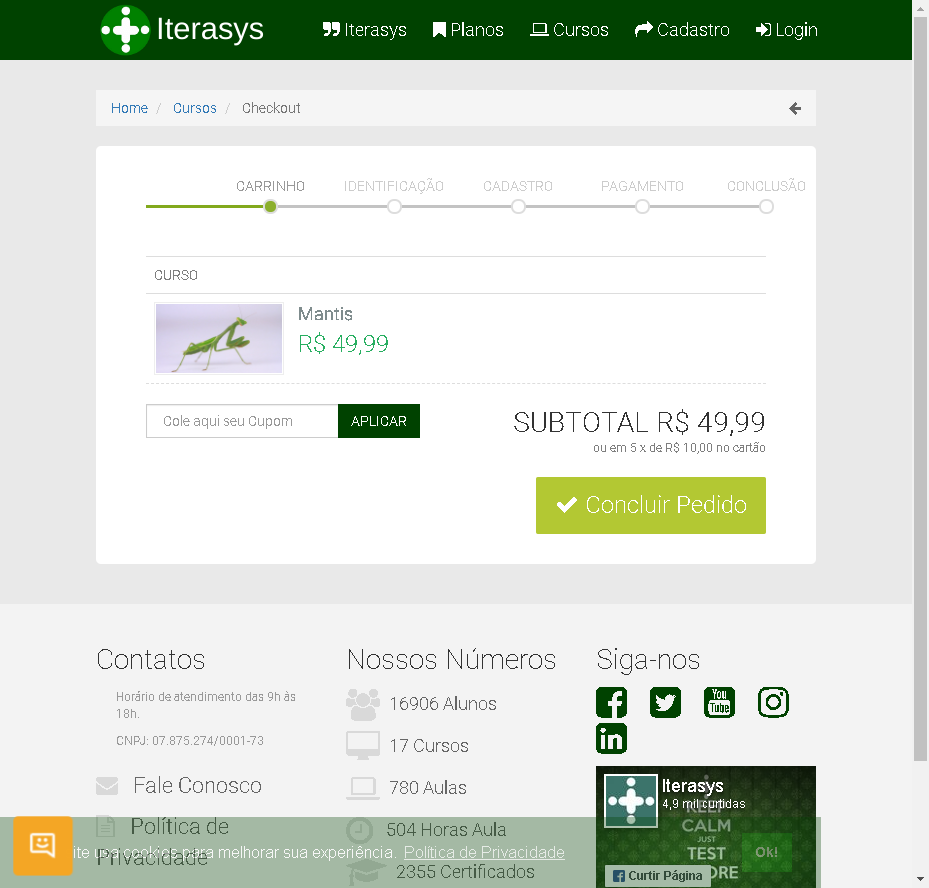 Iterasys
Iterasys Planos Cursos Cadastro Login
Home / Cursos / Checkout
CARRINHO IDENTIFICAÇÃO CADASTRO PAGAMENTO CONCLUSÃO
CURSO
Mantis
R$ 49,99
Cole aqui seu Cupom APLICAR
SUBTOTAL R$ 49,99
ou em 5 x de R$ 10,00 no cartão
Concluir Pedido
Contatos
Horário de atendimento das 9h às
18h.
CNPJ: 07.875.274/0001-73
Fale Conosco
Política de
Privacidade
Nossos Números
16906 Alunos
17 Cursos
780 Aulas
504 Horas Aula
2355 Certificados
Siga-nos
You
Tube
Iterasys
4,9 mil curtidas
KEEP
CALM
JUST
TEST
Curtir Página
ite usa cookies para melhorar sua experiência. Política de Privacidade
Ok!